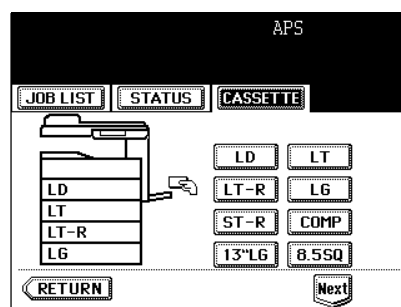 APS
JOB LIST STATUS CASSETTE
LD LT
LD LT-R LG
LT
LT-R ST-R COMP
LG 13"LG 8.5SQ
RETURN Next